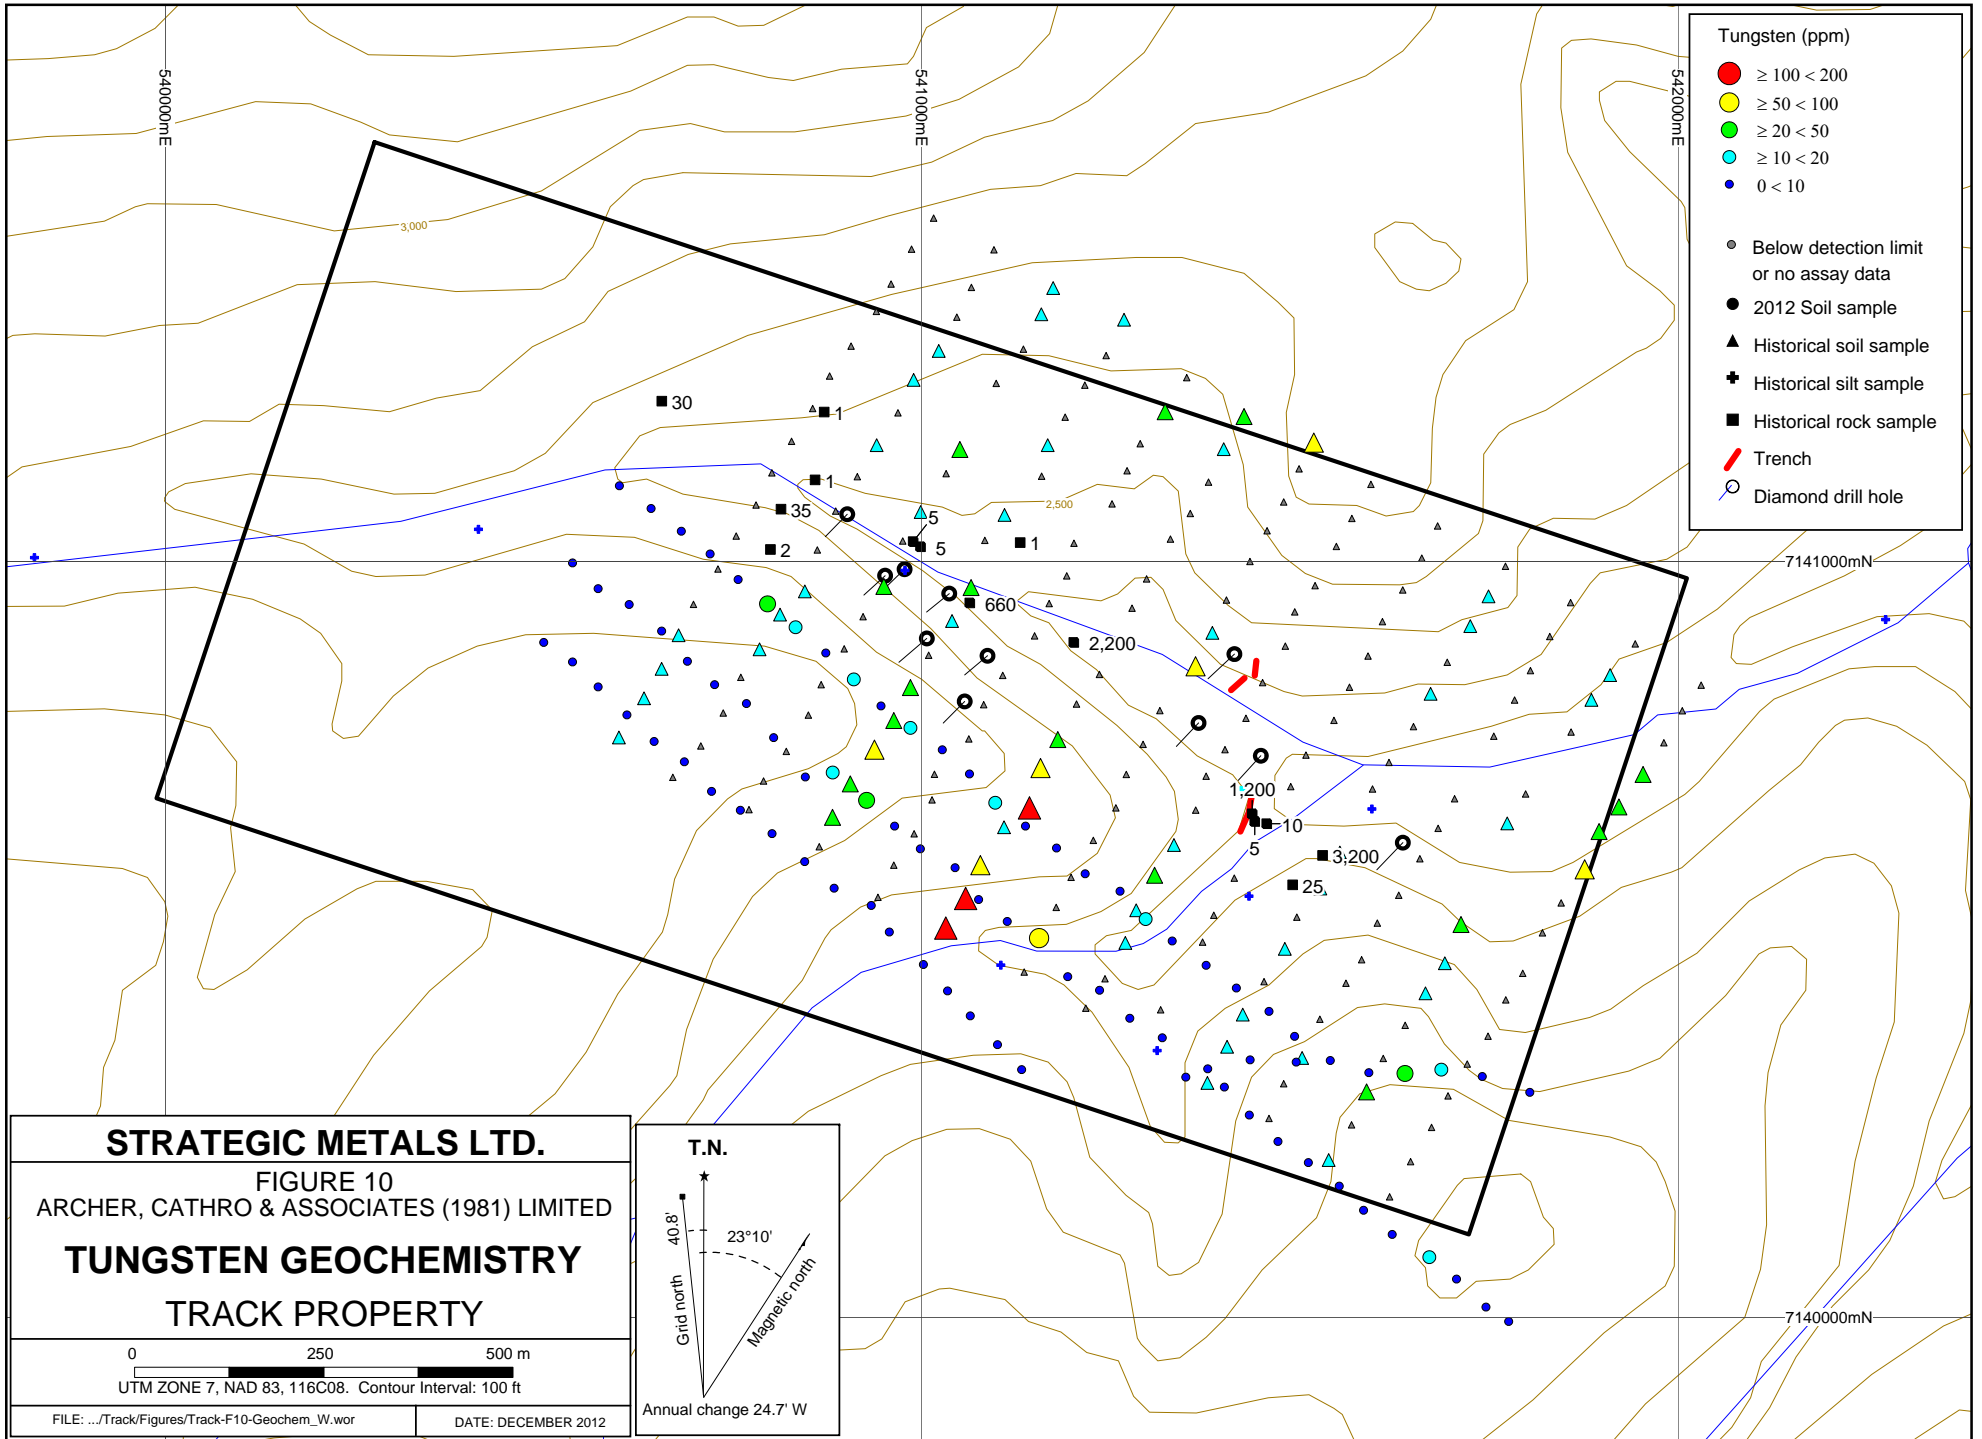 540000mE
541000mE
542000mE
Tungsten (ppm)
≥ 100 < 200
≥ 50 < 100
≥ 20 < 50
≥ 10 < 20
0 < 10
Below detection limit
or no assay data
2012 Soil sample
Historical soil sample
Historical silt sample
Historical rock sample
Trench
Diamond drill hole
3,000
30
1
1
35
2
2,500
5
5
1
7141000mN
660
2,200
1,200
10
5
3,200
25
7140000mN
STRATEGIC METALS LTD.
FIGURE 10
ARCHER, CATHRO & ASSOCIATES (1981) LIMITED
TUNGSTEN GEOCHEMISTRY
TRACK PROPERTY
0 250 500 m
UTM ZONE 7, NAD 83, 116C08. Contour Interval: 100 ft
FILE: .../Track/Figures/Track-F10-Geochem_W.wor
DATE: DECEMBER 2012
T.N.
40.8'
23°10'
Grid north
Magnetic north
Annual change 24.7' W